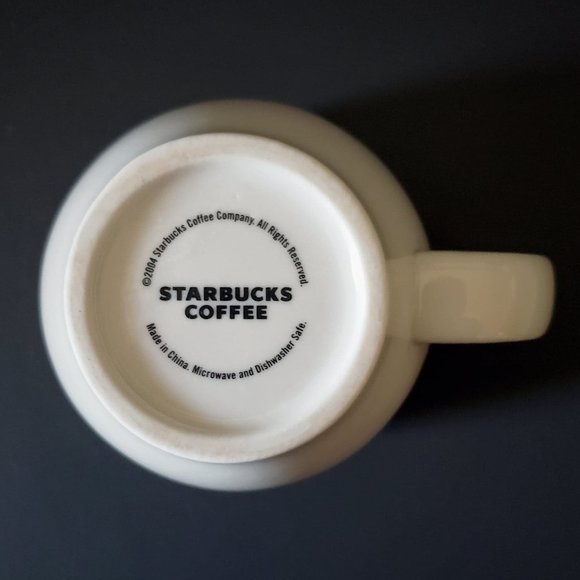 ©2004 Starbucks Coffee Company. All Rights Reserved.
STARBUCKS
COFFEE
Made in China. Microwave and Dishwasher Safe.